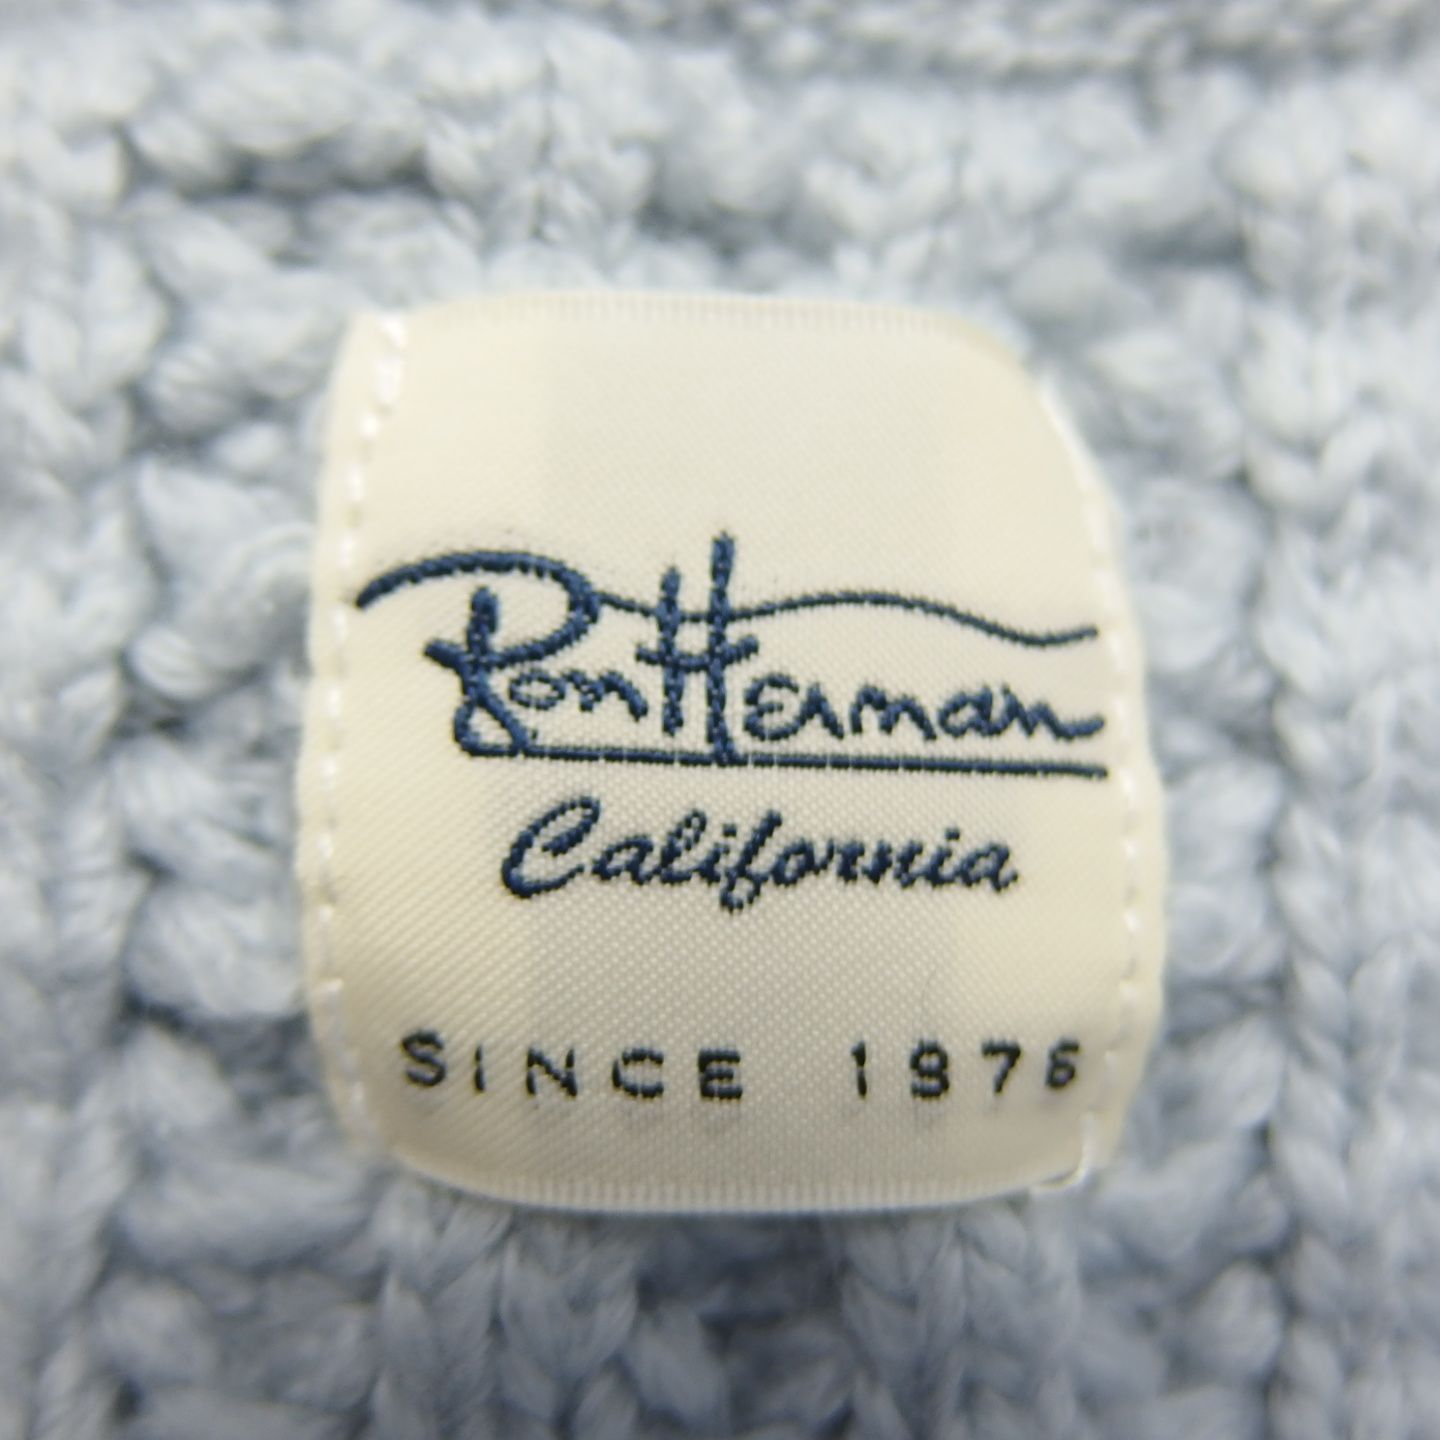 Ron Herman
California
SINCE 1976